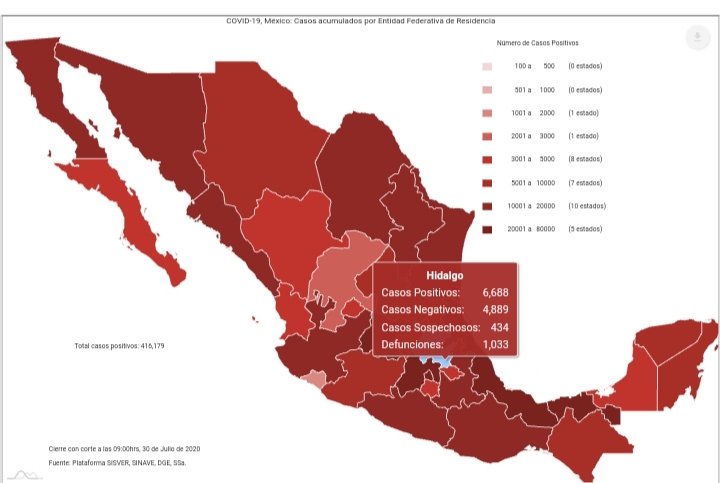 COVID-19, México: Casos acumulados por Entidad Federativa de Residencia
Número de Casos Positivos
100 a 500 (0 estados)
501 a 1000 (0 estados)
1001 a 2000 (1 estado)
2001 a 3000 (1 estado)
3001 a 5000 (8 estados)
5001 a 10000 (7 estados)
10001 a 20000 (10 estados)
20001 a 80000 (5 estados)
Hidalgo
Casos Positivos: 6,688
Casos Negativos: 4,889
Casos Sospechosos: 434
Defunciones: 1,033
Total casos positivos: 416,179
Cierre con corte a las 09:00hrs, 30 de Julio de 2020
Fuente: Plataforma SISVER, SINAVE, DGE, SSa.